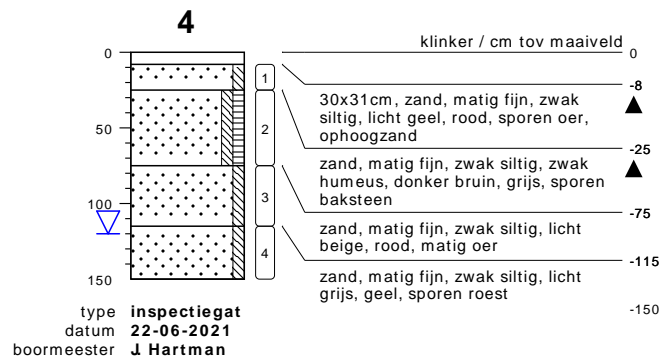 4
klinker / cm tov maaiveld
0
0
-8
1
30x31cm, zand, matig fijn, zwak
siltig, licht geel, rood, sporen oer,
ophoogzand
50
2
-25
zand, matig fijn, zwak siltig, zwak
humeus, donker bruin, grijs, sporen
baksteen
3
-75
100
zand, matig fijn, zwak siltig, licht
beige, rood, matig oer
4
-115
150
zand, matig fijn, zwak siltig, licht
grijs, geel, sporen roest
-150
type inspectiegat
datum 22-06-2021
boormeester J. Hartman